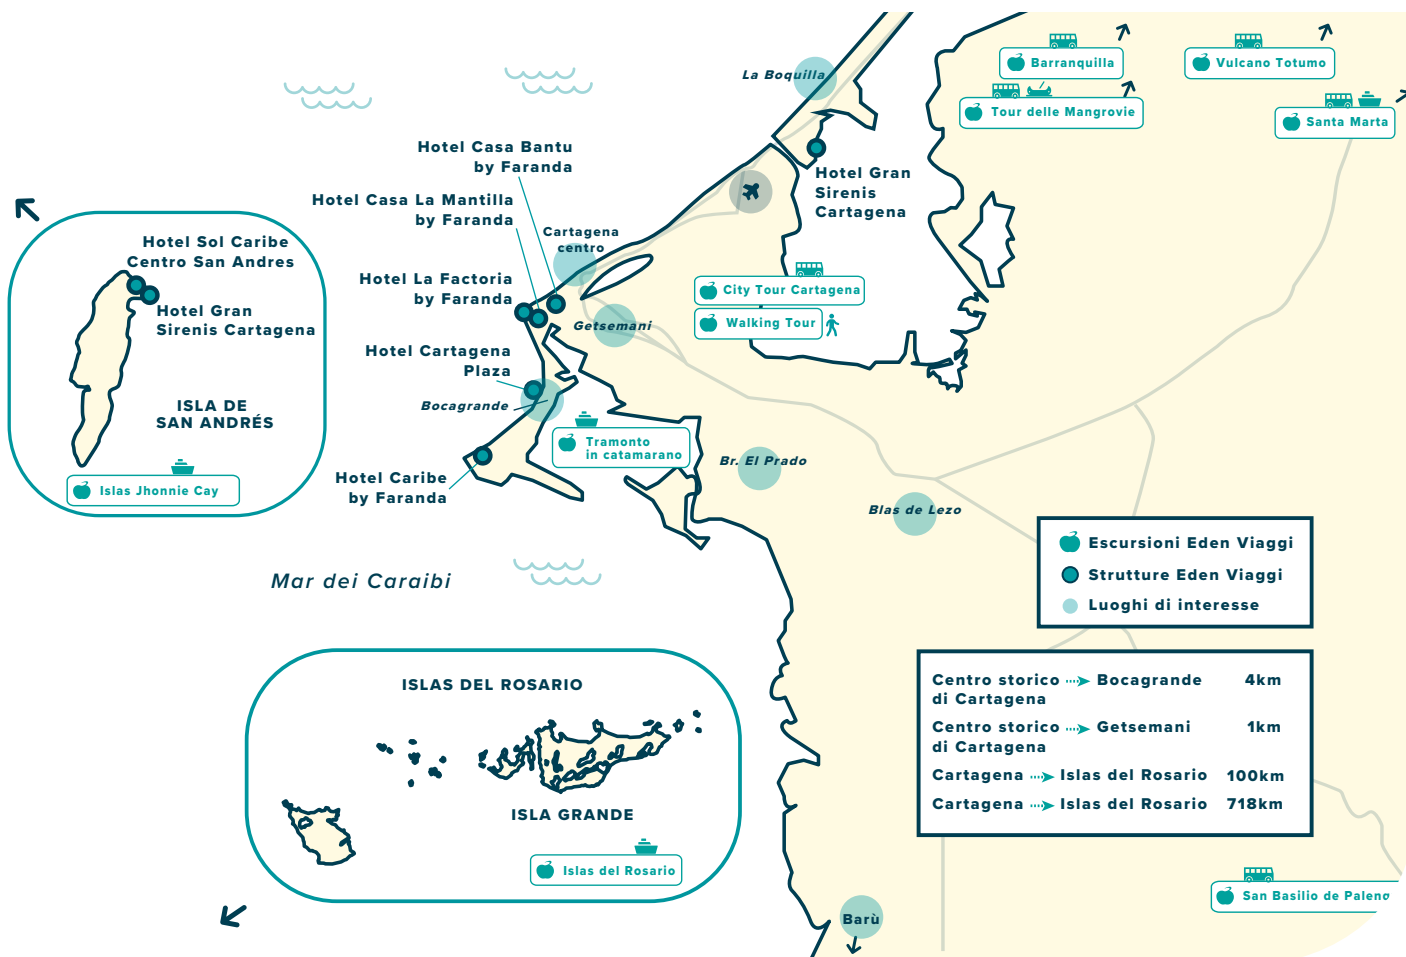 Barranquilla
Vulcano Totumo
Tour delle Mangrovie
Santa Marta
La Boquilla
Hotel Casa Bantu
by Faranda
Hotel Gran
Sirenis
Cartagena
Hotel Casa La Mantilla
by Faranda
Cartagena
centro
Hotel Sol Caribe
Centro San Andres
Hotel La Factoria
by Faranda
City Tour Cartagena
Hotel Gran
Sirenis Cartagena
Getsemani
Walking Tour
Hotel Cartagena
Plaza
Bocagrande
ISLA DE
SAN ANDRÉS
Tramonto
in catamarano
Br. El Prado
Hotel Caribe
by Faranda
Islas Jhonnie Cay
Blas de Lezo
Escursioni Eden Viaggi
Strutture Eden Viaggi
Luoghi di interesse
Mar dei Caraibi
Centro storico Bocagrande 4km
di Cartagena
Centro storico Getsemani 1km
di Cartagena
Cartagena Islas del Rosario 100km
Cartagena Islas del Rosario 718km
ISLAS DEL ROSARIO
ISLA GRANDE
Islas del Rosario
San Basilio de Palenq
Barù